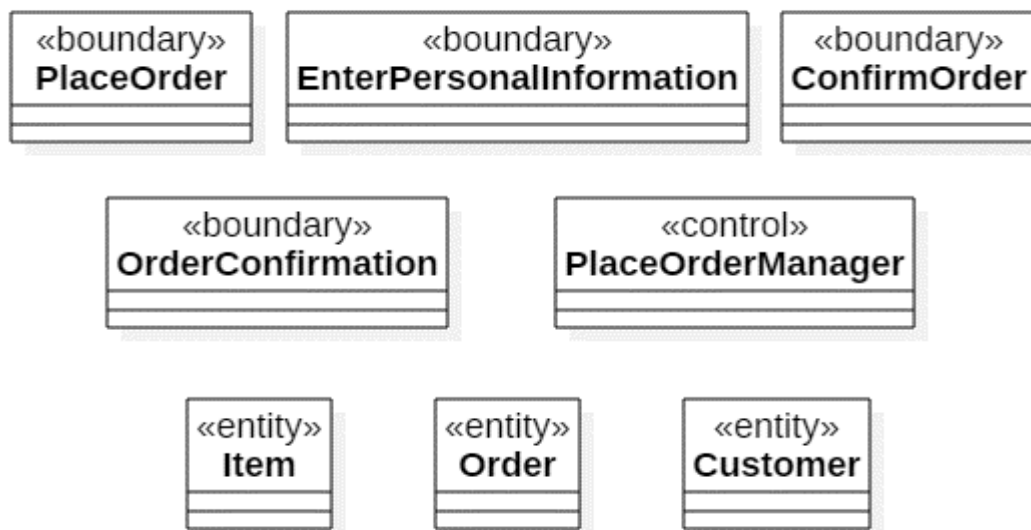 «boundary»
PlaceOrder
«boundary»
EnterPersonalInformation
«boundary»
ConfirmOrder
«boundary»
OrderConfirmation
«control»
PlaceOrderManager
«entity»
Item
«entity»
Order
«entity»
Customer